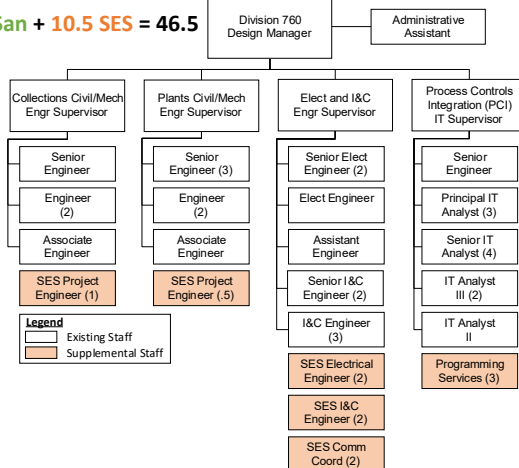 San + 10.5 SES = 46.5
Division 760
Design Manager
Administrative
Assistant
Collections Civil/Mech
Engr Supervisor
Plants Civil/Mech
Engr Supervisor
Elect and I&C
Engr Supervisor
Process Controls
Integration (PCI)
IT Supervisor
Senior
Engineer
Engineer
(2)
Associate
Engineer
SES Project
Engineer (1)
Senior
Engineer (3)
Engineer
(2)
Associate
Engineer
SES Project
Engineer (.5)
Senior Elect
Engineer (2)
Elect Engineer
Assistant
Engineer
Senior I&C
Engineer (2)
I&C Engineer
(3)
SES Electrical
Engineer (2)
SES I&C
Engineer (2)
SES Comm
Coord (2)
Senior
Engineer
Principal IT
Analyst (3)
Senior IT
Analyst (4)
IT Analyst
III (2)
IT Analyst
II
Programming
Services (3)
Legend
Existing Staff
Supplemental Staff